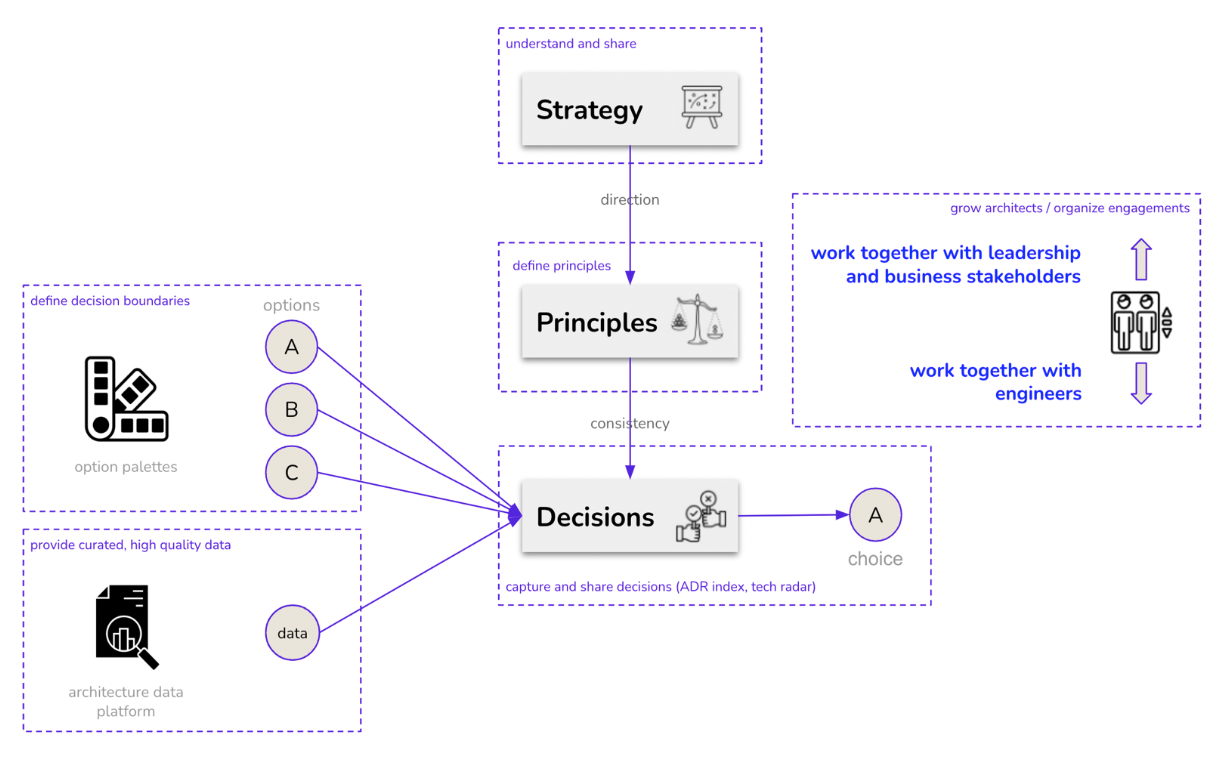 understand and share
Strategy
direction
grow architects / organize engagements
work together with leadership
and business stakeholders
work together with
engineers
define principles
Principles
consistency
define decision boundaries
options
A
B
C
option palettes
provide curated, high quality data
data
architecture data
platform
Decisions
A
choice
capture and share decisions (ADR index, tech radar)